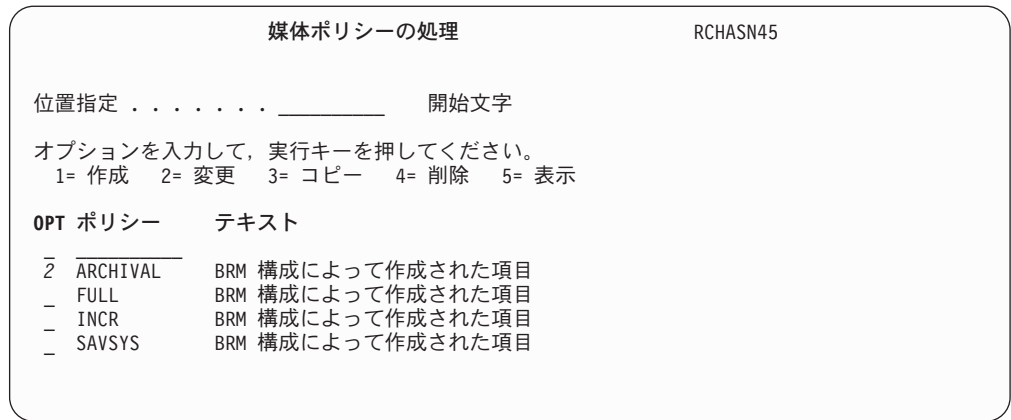 媒体ポリシーの処理 RCHASN45
位置指定 . . . . . . . __________ 開始文字
オプションを入力して，実行キーを押してください。
1= 作成 2= 変更 3= コピー 4= 削除 5= 表示
OPT ポリシー テキスト
_ __________
2 ARCHIVAL BRM 構成によって作成された項目
_ FULL BRM 構成によって作成された項目
_ INCR BRM 構成によって作成された項目
_ SAVSYS BRM 構成によって作成された項目